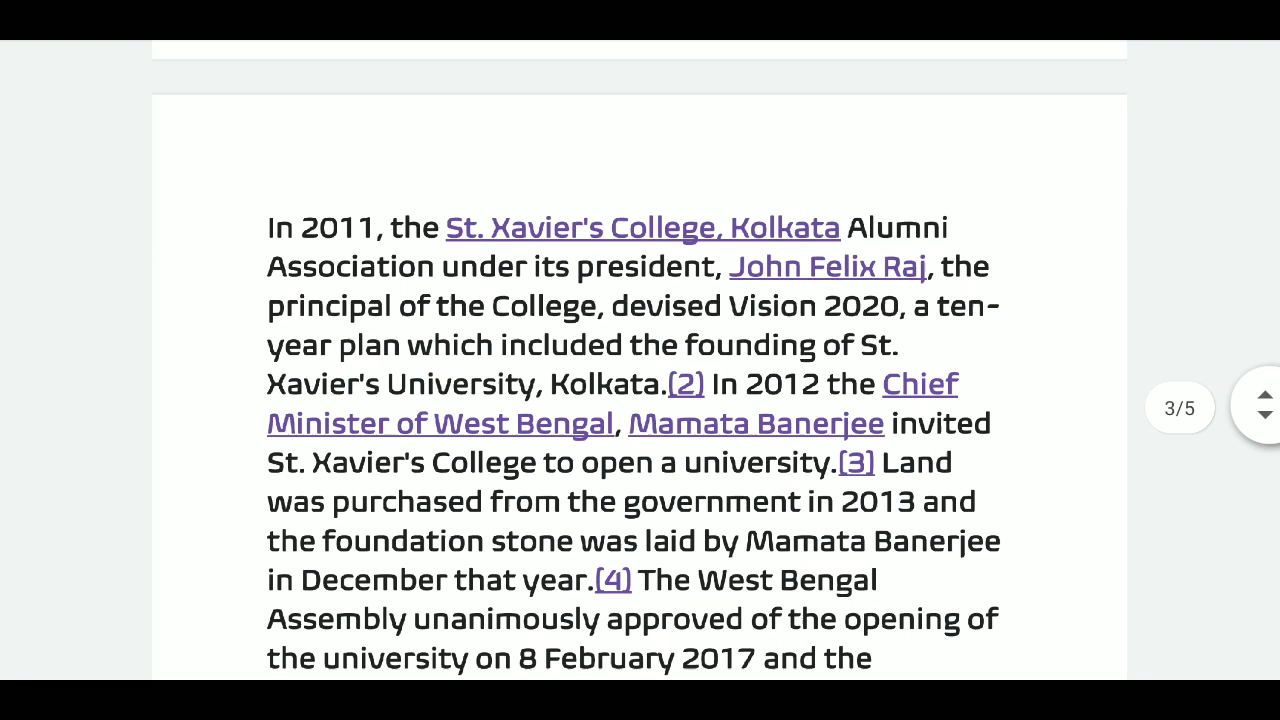 In 2011, the St. Xavier's College, Kolkata Alumni
Association under its president, John Felix Raj, the
principal of the College, devised Vision 2020, a ten-
year plan which included the founding of St.
Xavier's University, Kolkata.[2] In 2012 the Chief
Minister of West Bengal, Mamata Banerjee invited
St. Xavier's College to open a university.[3] Land
was purchased from the government in 2013 and
the foundation stone was laid by Mamata Banerjee
in December that year.[4] The West Bengal
Assembly unanimously approved of the opening of
the university on 8 February 2017 and the
3/5